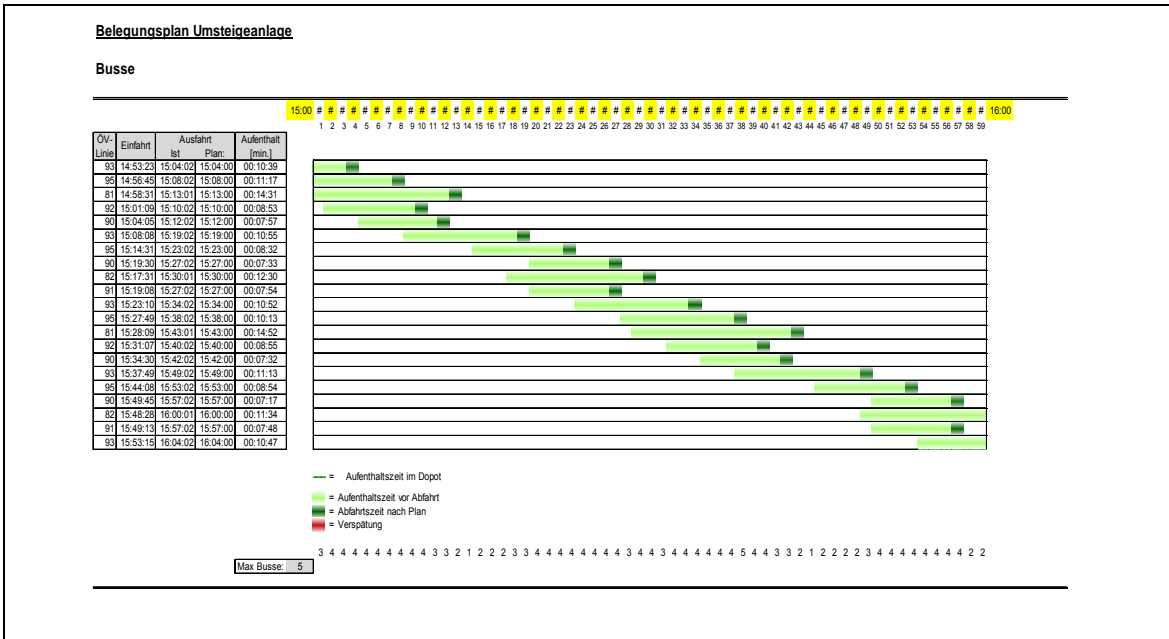 Belegungsplan Umsteigeanlage
Busse
15:00 # # # # # # # # # # # # # # # # # # # # # # # # # # # # # # # # # # # # # # # # # # # # # # # # # # # # # # # # # # # 16:00
1 2 3 4 5 6 7 8 9 10 11 12 13 14 15 16 17 18 19 20 21 22 23 24 25 26 27 28 29 30 31 32 33 34 35 36 37 38 39 40 41 42 43 44 45 46 47 48 49 50 51 52 53 54 55 56 57 58 59
ÖV- Einfahrt Ausfahrt Aufenthalt
Linie Ist Plan: [min.]
93 14:53:23 15:04:02 15:04:00 00:10:39
95 14:56:45 15:08:02 15:08:00 00:11:17
81 14:58:31 15:13:01 15:13:00 00:14:31
92 15:01:09 15:10:02 15:10:00 00:08:53
90 15:04:05 15:12:02 15:12:00 00:07:57
93 15:08:08 15:19:02 15:19:00 00:10:55
95 15:14:31 15:23:02 15:23:00 00:08:32
90 15:19:30 15:27:02 15:27:00 00:07:33
82 15:17:31 15:30:01 15:30:00 00:12:30
91 15:19:08 15:27:02 15:27:00 00:07:54
93 15:23:10 15:34:02 15:34:00 00:10:52
95 15:27:49 15:38:02 15:38:00 00:10:13
81 15:28:09 15:43:01 15:43:00 00:14:52
92 15:31:07 15:40:02 15:40:00 00:08:55
90 15:34:30 15:42:02 15:42:00 00:07:32
93 15:37:49 15:49:02 15:49:00 00:11:13
95 15:44:08 15:53:02 15:53:00 00:08:54
90 15:49:45 15:57:02 15:57:00 00:07:17
82 15:48:28 16:00:01 16:00:00 00:11:34
91 15:49:13 15:57:02 15:57:00 00:07:48
93 15:53:15 16:04:02 16:04:00 00:10:47
= Aufenthaltszeit im Dopot
= Aufenthaltszeit vor Abfahrt
= Abfahrtszeit nach Plan
= Verspätung
3 4 4 4 4 4 4 4 4 4 3 3 2 1 2 2 2 3 3 4 4 4 4 4 4 4 4 3 4 4 3 4 4 4 4 4 4 5 4 4 3 3 2 1 2 2 2 2 3 4 4 4 4 4 4 4 4 2 2
Max Busse: 5